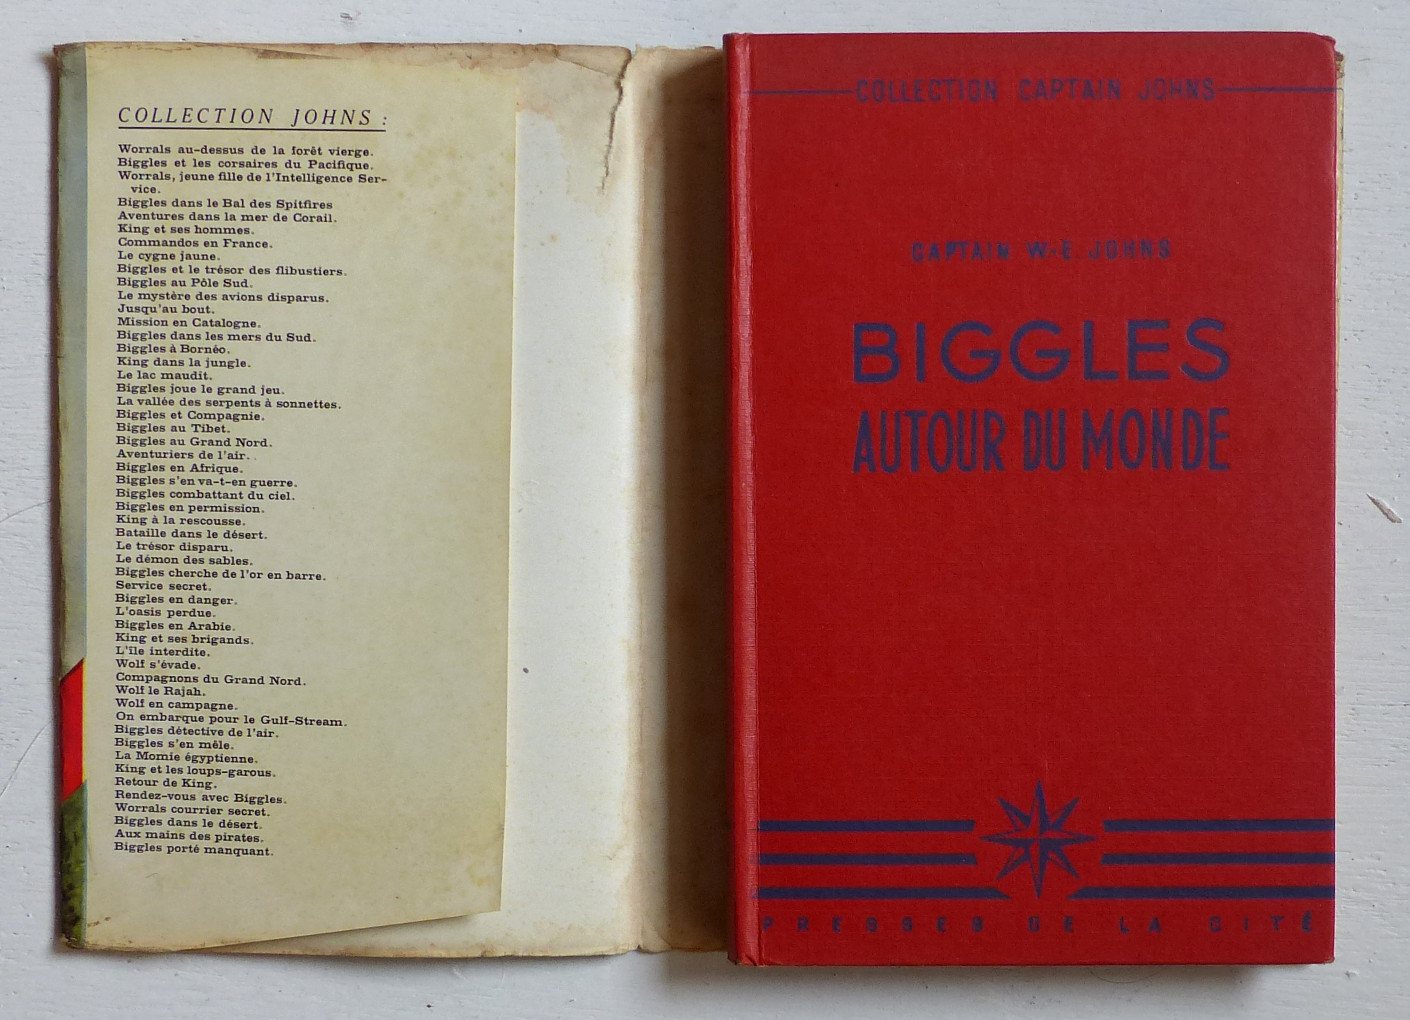 COLLECTION JOHNS :
Worrals au-dessus de la forêt vierge.
Biggles et les corsaires du Pacifique.
Worrals, jeune fille de l'Intelligence Ser-
vice.
Biggles dans le Bal des Spitfires
Aventures dans la mer de Corail.
King et ses hommes.
Commandos en France.
Le cygne jaune.
Biggles et le trésor des flibustiers.
Biggles au Pôle Sud.
Le mystère des avions disparus.
Jusqu'au bout.
Mission en Catalogne.
Biggles dans les mers du Sud.
Biggles à Bornéo.
King dans la jungle.
Le lac maudit.
Biggles joue le grand jeu.
La vallée des serpents à sonnettes.
Biggles et Compagnie.
Biggles au Tibet.
Biggles au Grand Nord.
Aventuriers de l'air.
Biggles en Afrique.
Biggles s'en va-t-en guerre.
Biggles combattant du ciel.
Biggles en permission.
King à la rescousse.
Bataille dans le désert.
Le trésor disparu.
Le démon des sables.
Biggles cherche de l'or en barre.
Service secret.
Biggles en danger.
L'oasis perdue.
Biggles en Arabie.
King et ses brigands.
L'île interdite.
Wolf s'évade.
Compagnons du Grand Nord.
Wolf le Rajah.
Wolf en campagne.
On embarque pour le Gulf-Stream.
Biggles détective de l'air.
Biggles s'en mêle.
La Momie égyptienne.
King et les loups-garous.
Retour de King.
Rendez-vous avec Biggles.
Worrals courrier secret.
Biggles dans le désert.
Aux mains des pirates.
Biggles porté manquant.
COLLECTION CAPTAIN JOHNS
CAPTAIN W.-E. JOHNS
BIGGLES
AUTOUR DU MONDE
PRESSES DE LA CITÉ